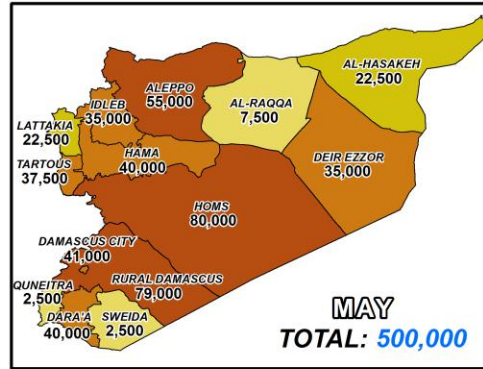 ALEPPO
55,000
AL-HASAKEH
22,500
IDLEB
35,000
AL-RAQQA
7,500
LATTAKIA
22,500
HAMA
40,000
TARTOUS
37,500
DEIR EZZOR
35,000
HOMS
80,000
DAMASCUS CITY
41,000
RURAL DAMASCUS
79,000
QUNEITRA
2,500
DARA'A
40,000
SWEIDA
2,500
MAY
TOTAL: 500,000